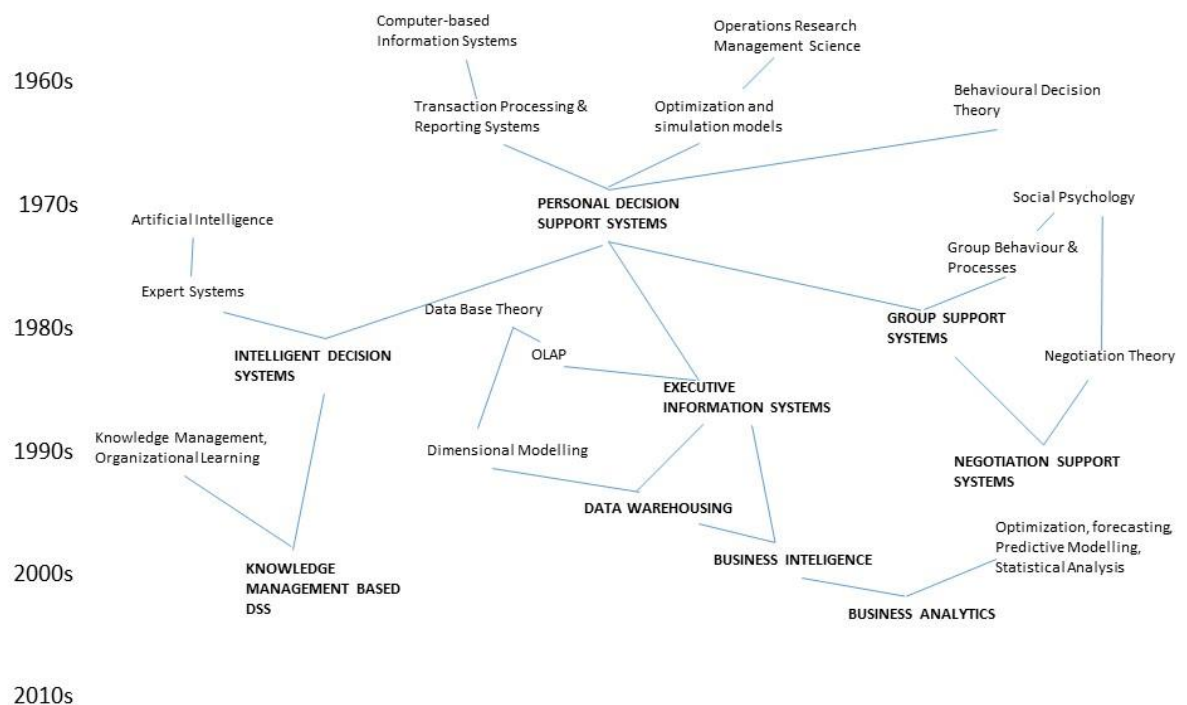 Computer-based
Information Systems
Operations Research
Management Science
1960s
Behavioural Decision
Theory
Transaction Processing &
Reporting Systems
Optimization and
simulation models
1970s
PERSONAL DECISION
SUPPORT SYSTEMS
Social Psychology
Artificial Intelligence
Group Behaviour &
Processes
Expert Systems
Data Base Theory
1980s
GROUP SUPPORT
SYSTEMS
INTELLIGENT DECISION
SYSTEMS
OLAP
Negotiation Theory
EXECUTIVE
INFORMATION SYSTEMS
Knowledge Management,
Organizational Learning
1990s
Dimensional Modelling
NEGOTIATION SUPPORT
SYSTEMS
DATA WAREHOUSING
Optimization, forecasting,
Predictive Modelling,
Statistical Analysis
BUSINESS INTELIGENCE
2000s
KNOWLEDGE
MANAGEMENT BASED
DSS
BUSINESS ANALYTICS
2010s